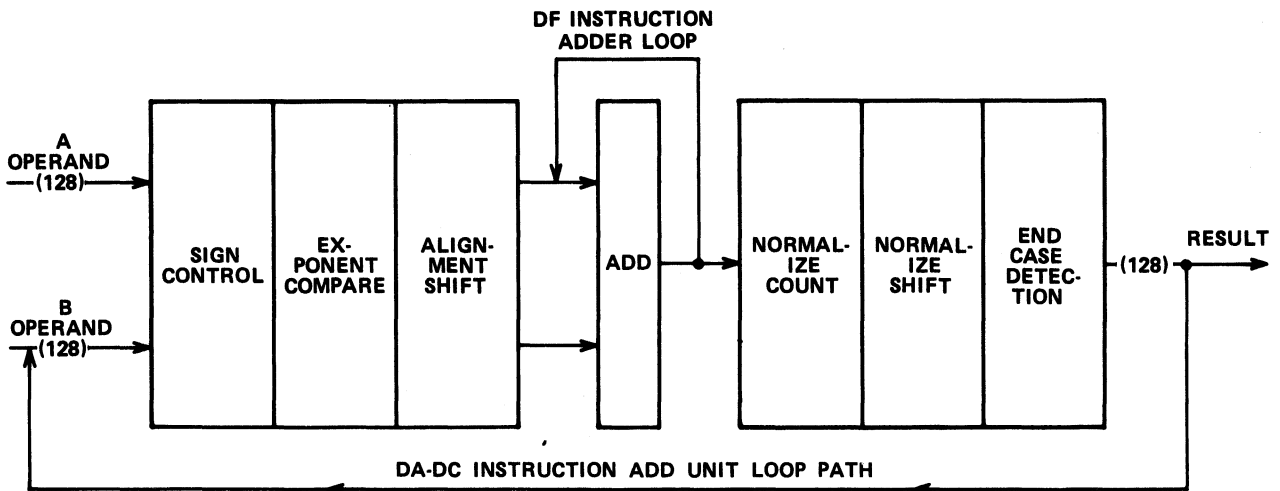 DF INSTRUCTION
ADDER LOOP
A
OPERAND
(128)
B
OPERAND
(128)
SIGN
CONTROL
EX-
PONENT
COMPARE
ALIGN-
MENT
SHIFT
ADD
NORMAL-
IZE
COUNT
NORMAL-
IZE
SHIFT
END
CASE
DETEC-
TION
(128)
RESULT
DA-DC INSTRUCTION ADD UNIT LOOP PATH